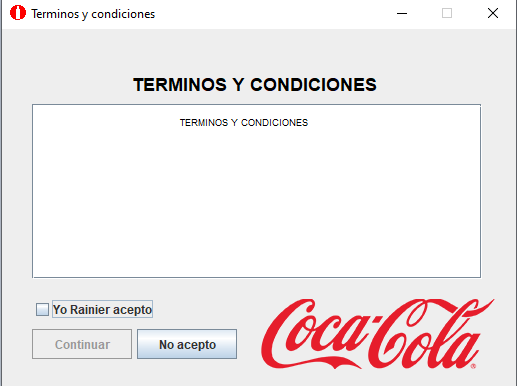 Terminos y condiciones
TERMINOS Y CONDICIONES
TERMINOS Y CONDICIONES
Yo Rainier acepto
Continuar
No acepto
Coca-Cola
®